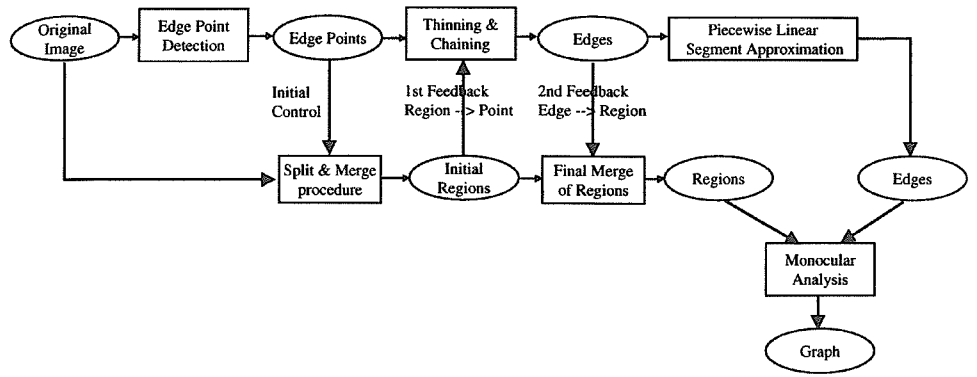 Original
Image
Edge Point
Detection
Edge Points
Thinning &
Chaining
Edges
Piecewise Linear
Segment Approximation
Initial
Control
1st Feedback
Region --> Point
2nd Feedback
Edge --> Region
Split & Merge
procedure
Initial
Regions
Final Merge
of Regions
Regions
Edges
Monocular
Analysis
Graph